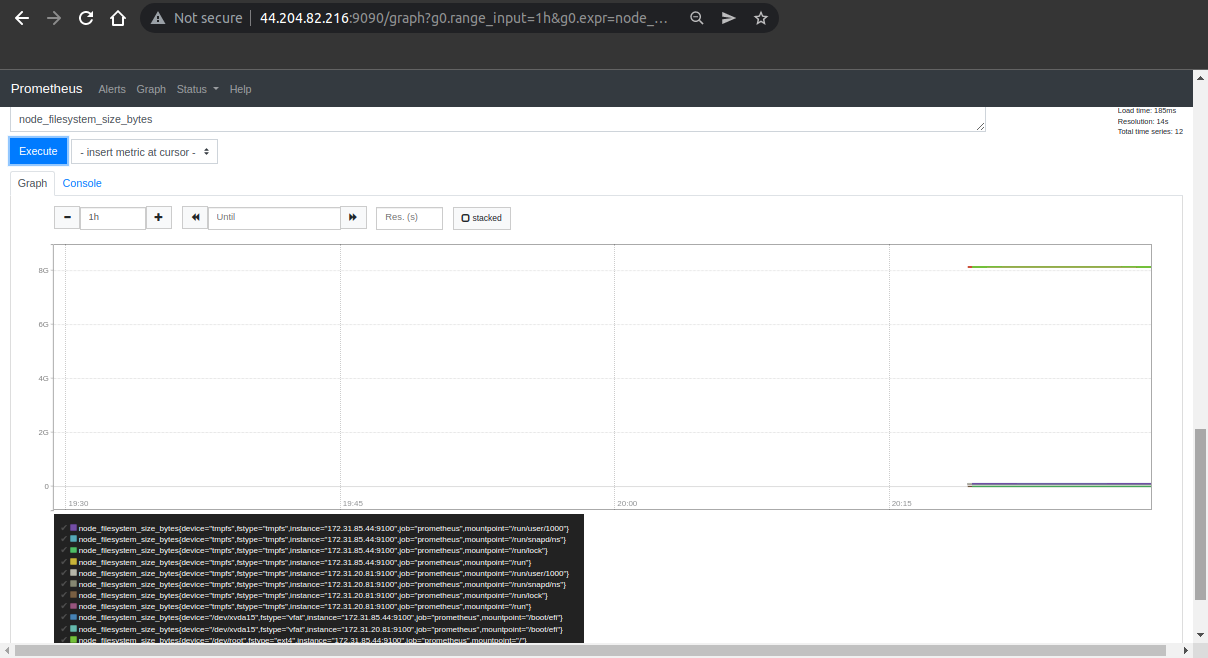 Not secure
44.204.82.216:9090/graph?g0.range_input=1h&g0.expr=node_...
Prometheus Alerts Graph Status Help
node_filesystem_size_bytes
Load time: 185ms
Resolution: 14s
Total time series: 12
Execute - insert metric at cursor -
Graph Console
1h Until Res. (s) stacked
8G
6G
4G
2G
0
19:30 19:45 20:00 20:15
node_filesystem_size_bytes{device="tmpfs",fstype="tmpfs",instance="172.31.85.44:9100",job="prometheus",mountpoint="/run/user/1000"}
node_filesystem_size_bytes{device="tmpfs",fstype="tmpfs",instance="172.31.85.44:9100",job="prometheus",mountpoint="/run/snapd/ns"}
node_filesystem_size_bytes{device="tmpfs",fstype="tmpfs",instance="172.31.85.44:9100",job="prometheus",mountpoint="/run/lock"}
node_filesystem_size_bytes{device="tmpfs",fstype="tmpfs",instance="172.31.85.44:9100",job="prometheus",mountpoint="/run"}
node_filesystem_size_bytes{device="tmpfs",fstype="tmpfs",instance="172.31.20.81:9100",job="prometheus",mountpoint="/run/user/1000"}
node_filesystem_size_bytes{device="tmpfs",fstype="tmpfs",instance="172.31.20.81:9100",job="prometheus",mountpoint="/run/snapd/ns"}
node_filesystem_size_bytes{device="tmpfs",fstype="tmpfs",instance="172.31.20.81:9100",job="prometheus",mountpoint="/run/lock"}
node_filesystem_size_bytes{device="tmpfs",fstype="tmpfs",instance="172.31.20.81:9100",job="prometheus",mountpoint="/run"}
node_filesystem_size_bytes{device="/dev/xvda15",fstype="vfat",instance="172.31.85.44:9100",job="prometheus",mountpoint="/boot/efi"}
node_filesystem_size_bytes{device="/dev/xvda15",fstype="vfat",instance="172.31.20.81:9100",job="prometheus",mountpoint="/boot/efi"}
node_filesystem_size_bytes{device="/dev/root",fstype="ext4",instance="172.31.85.44:9100",job="prometheus",mountpoint="/"}